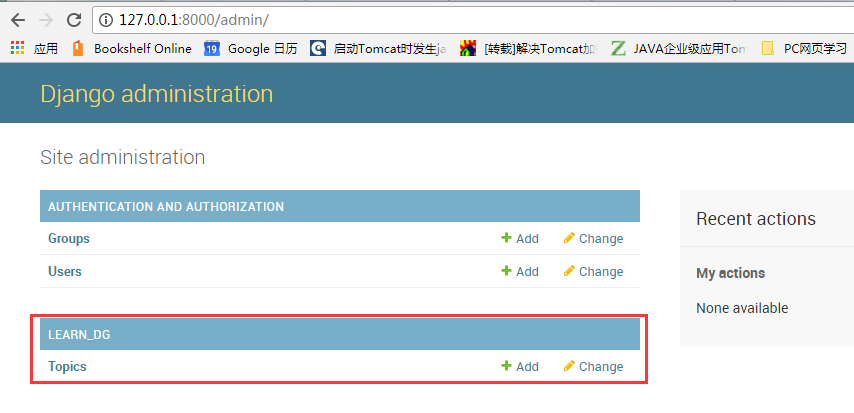 127.0.0.1:8000/admin/
应用 Bookshelf Online 19 Google 日历 启动Tomcat时发生ja [转载]解决Tomcat加 JAVA企业级应用Tom PC网页学习
Django administration
Site administration
AUTHENTICATION AND AUTHORIZATION
Groups Add Change
Users Add Change
Recent actions
My actions
None available
LEARN_DG
Topics Add Change